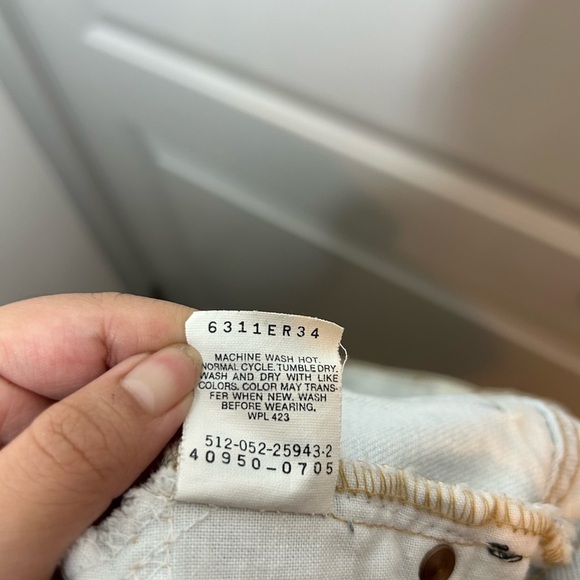 6311ER34
MACHINE WASH HOT.
NORMAL CYCLE. TUMBLE DRY.
WASH AND DRY WITH LIKE
COLORS. COLOR MAY TRANS-
FER WHEN NEW. WASH
BEFORE WEARING.
WPL 423
512-052-25943-2
40950-0705